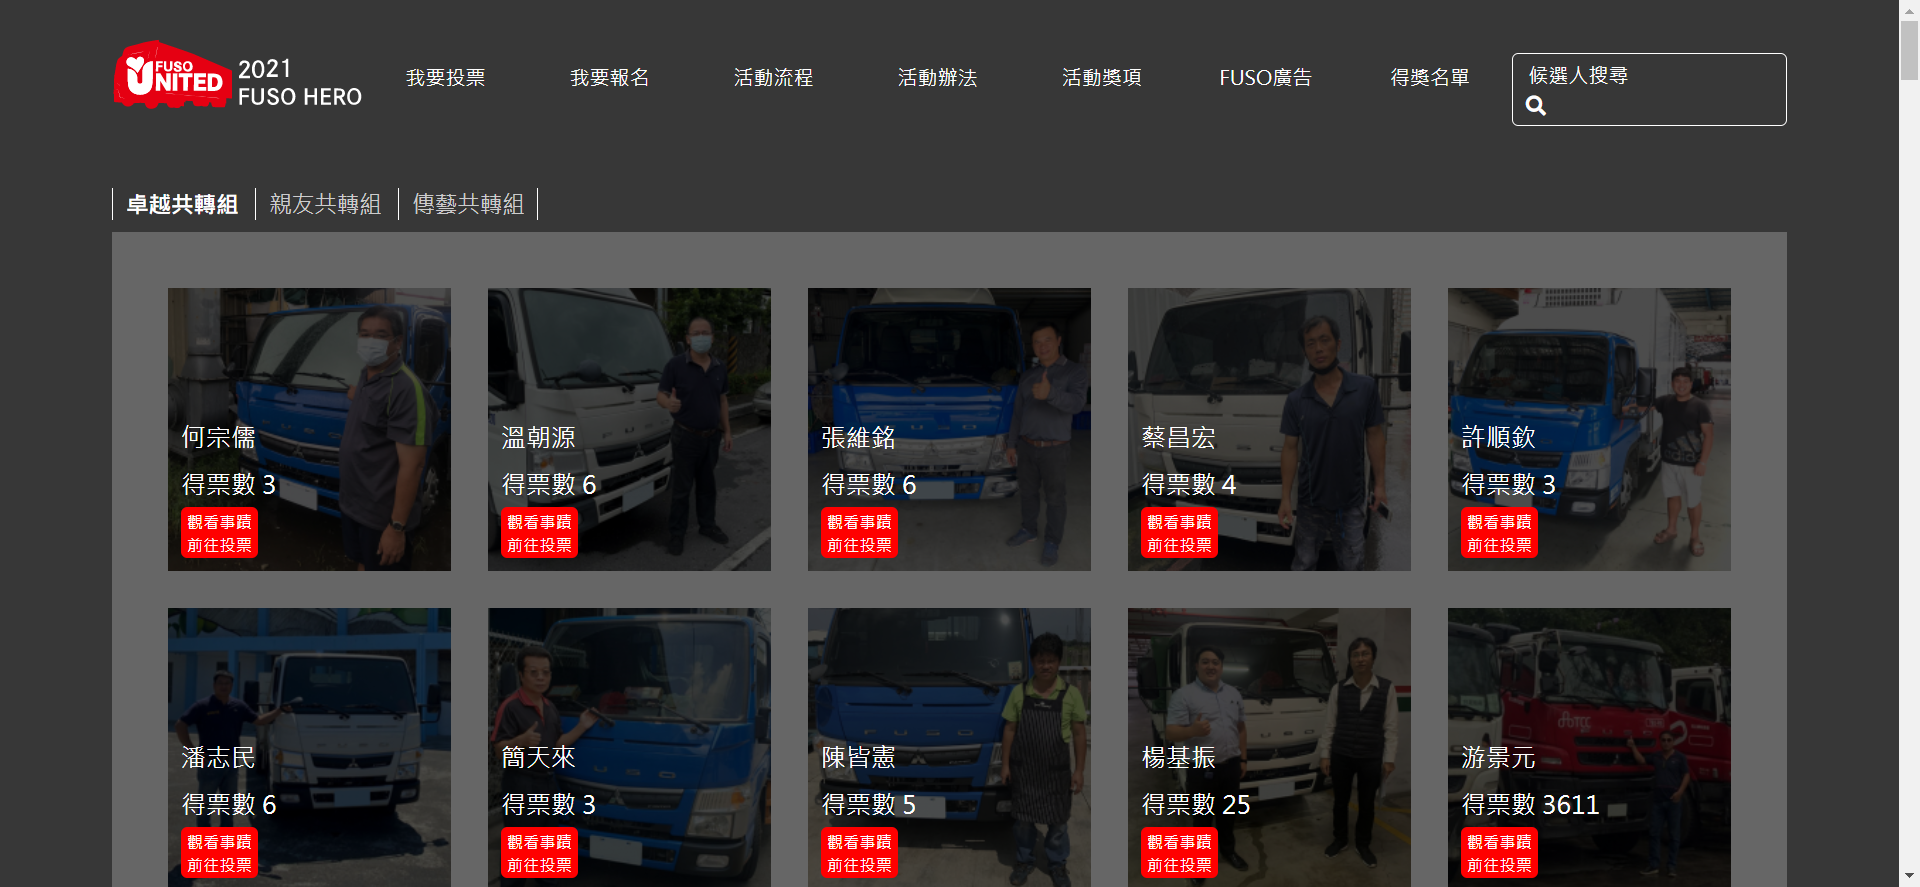 FUSO
UNITED
2021
FUSO HERO
我要投票
我要報名
活動流程
活動辦法
活動獎項
FUSO廣告
得獎名單
候選人搜尋
卓越共轉組
親友共轉組
傳藝共轉組
何宗儒
得票數 3
觀看事蹟
前往投票
溫朝源
得票數 6
觀看事蹟
前往投票
張維銘
得票數 6
觀看事蹟
前往投票
蔡昌宏
得票數 4
觀看事蹟
前往投票
許順欽
得票數 3
觀看事蹟
前往投票
潘志民
得票數 6
觀看事蹟
前往投票
簡天來
得票數 3
觀看事蹟
前往投票
陳皆憲
得票數 5
觀看事蹟
前往投票
楊基振
得票數 25
觀看事蹟
前往投票
游景元
得票數 3611
觀看事蹟
前往投票